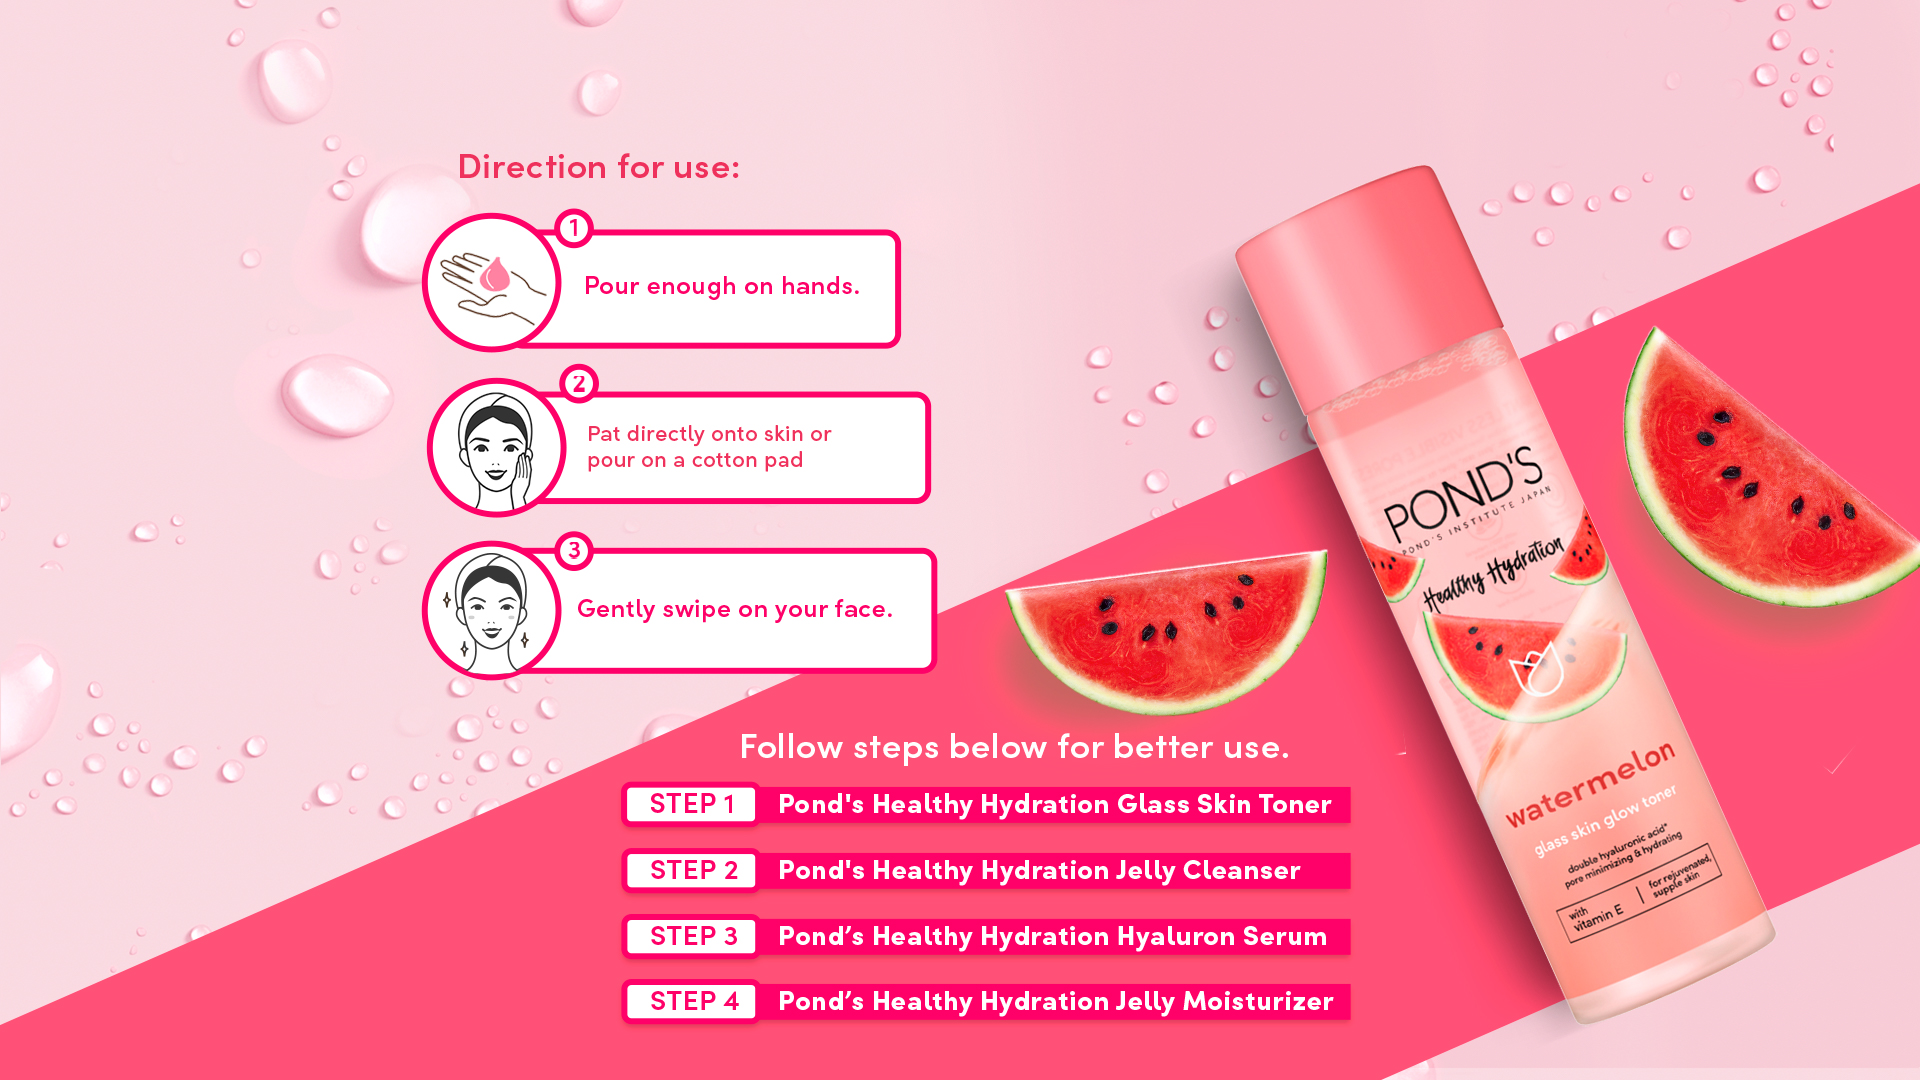 Direction for use:
1
Pour enough on hands.
2
Pat directly onto skin or
pour on a cotton pad
3
Gently swipe on your face.
Follow steps below for better use.
STEP 1 Pond's Healthy Hydration Glass Skin Toner
STEP 2 Pond's Healthy Hydration Jelly Cleanser
STEP 3 Pond’s Healthy Hydration Hyaluron Serum
STEP 4 Pond’s Healthy Hydration Jelly Moisturizer
POND'S
POND'S INSTITUTE JAPAN
Healthy Hydration
watermelon
glass skin glow toner
double hyaluronic acid*
pore minimizing & hydrating
with
vitamin E
for rejuvenated,
supple skin